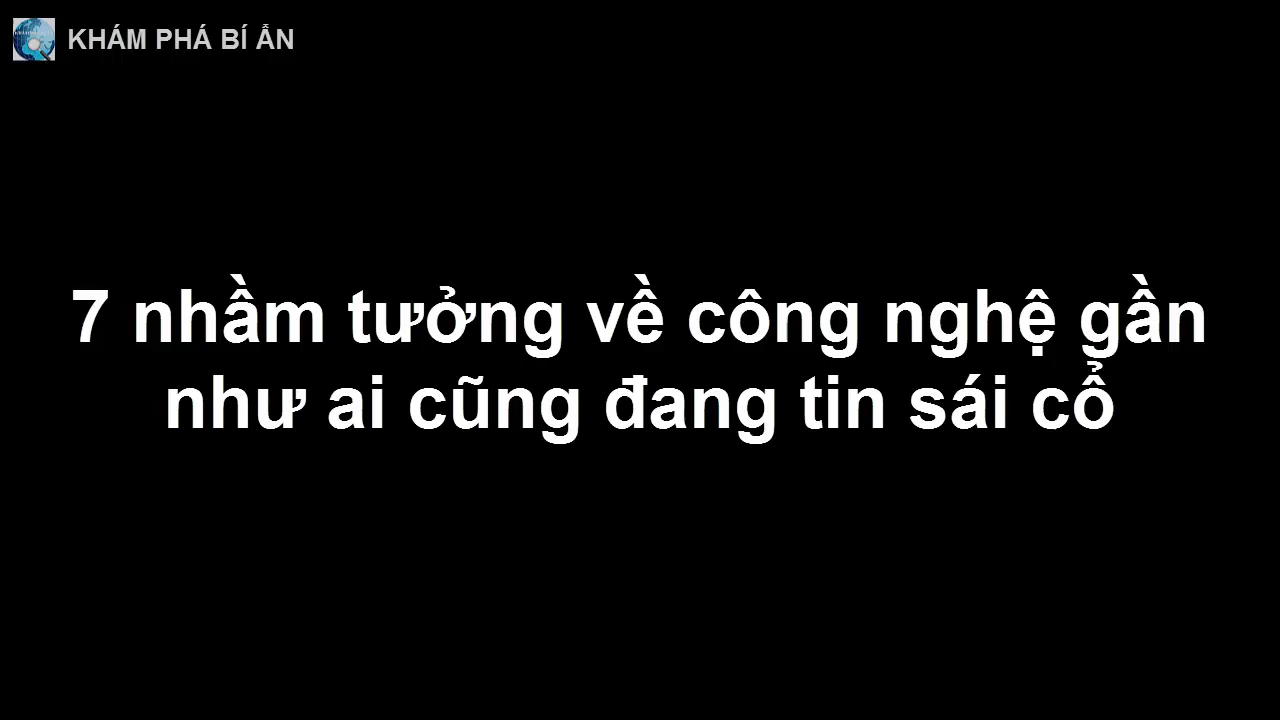 KHÁM PHÁ BÍ ẨN
7 nhầm tưởng về công nghệ gần
như ai cũng đang tin sái cổ